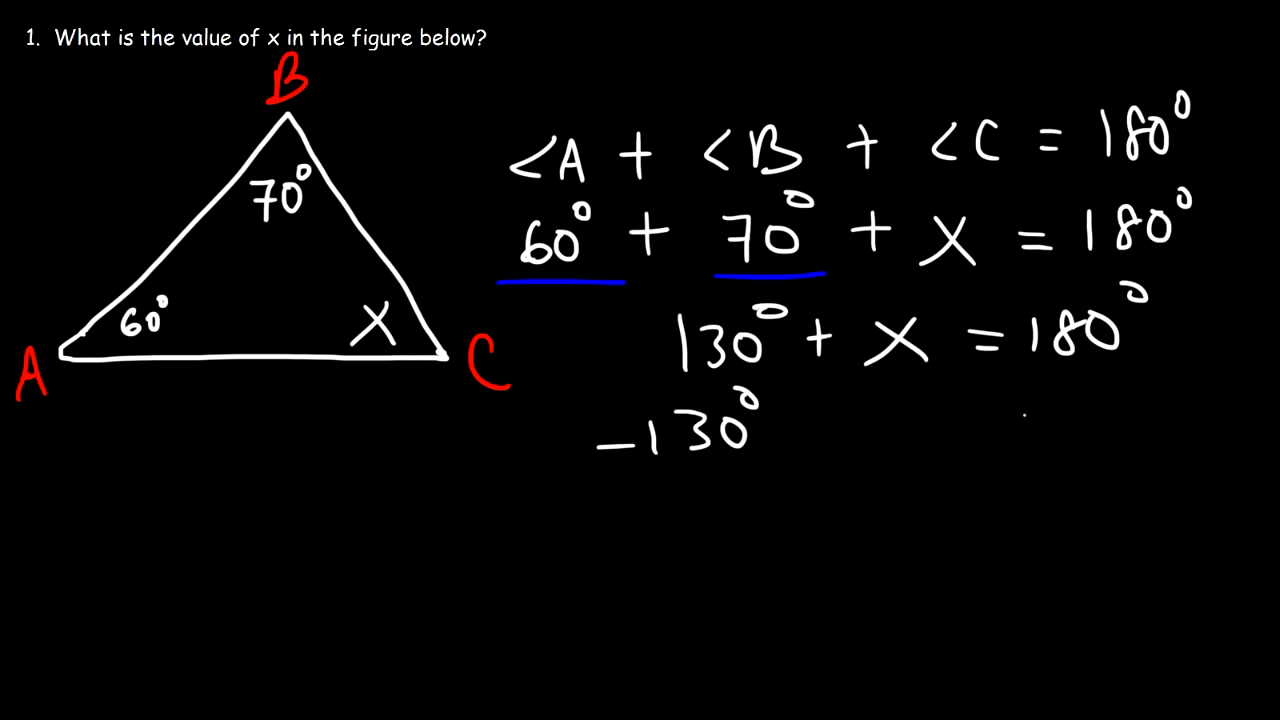 1. What is the value of x in the figure below?
B
<A + <B + <C = 180°
70°
60° + 70° + X = 180°
60° X
130° + X = 180°
A C
-130°